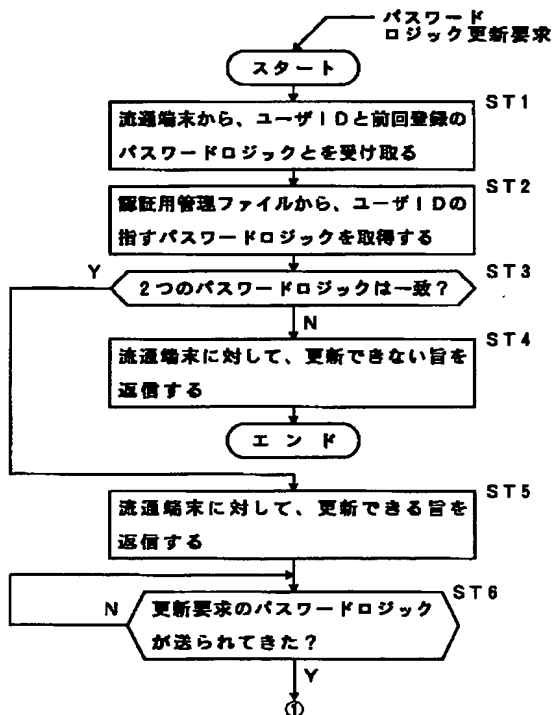 パスワード
ロジック更新要求
スタート
ST1
流通端末から、ユーザIDと前回登録の
パスワードロジックとを受け取る
ST2
認証用管理ファイルから、ユーザIDの
指すパスワードロジックを取得する
ST3
Y
2つのパスワードロジックは一致?
N
ST4
流通端末に対して、更新できない旨を
返信する
エンド
ST5
流通端末に対して、更新できる旨を
返信する
ST6
N
更新要求のパスワードロジック
が送られてきた?
Y
①